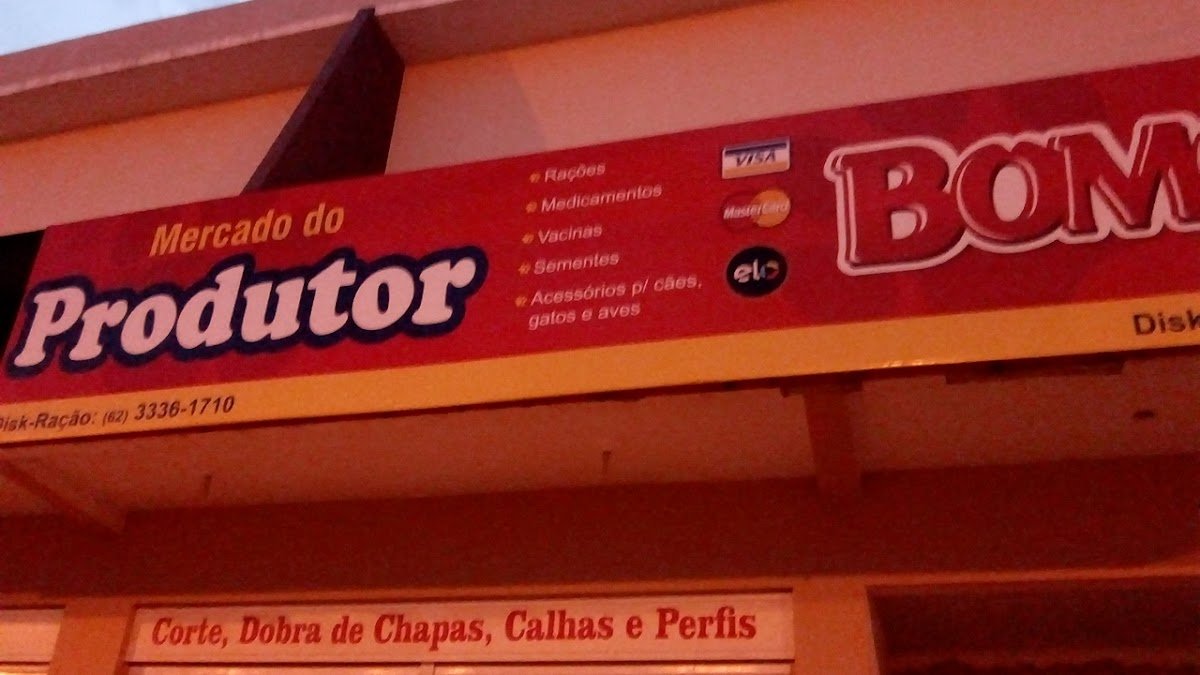 Mercado do
Produtor
Disk-Ração: (62) 3336-1710
Rações
Medicamentos
Vacinas
Sementes
Acessórios p/ cães,
gatos e aves
VISA
MasterCard
elo
BOM
Disk
Corte, Dobra de Chapas, Calhas e Perfis